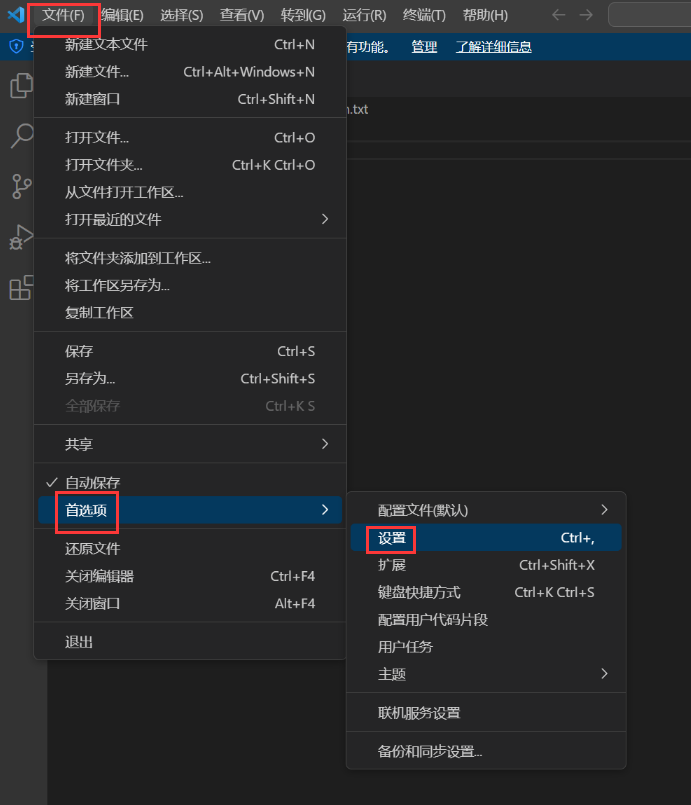 文件(F) 编辑(E) 选择(S) 查看(V) 转到(G) 运行(R) 终端(T) 帮助(H)
有功能。 管理 了解详细信息
.txt
新建文本文件 Ctrl+N
新建文件... Ctrl+Alt+Windows+N
新建窗口 Ctrl+Shift+N
打开文件... Ctrl+O
打开文件夹... Ctrl+K Ctrl+O
从文件打开工作区...
打开最近的文件
将文件夹添加到工作区...
将工作区另存为...
复制工作区
保存 Ctrl+S
另存为... Ctrl+Shift+S
全部保存 Ctrl+K S
共享
自动保存
首选项
还原文件
关闭编辑器 Ctrl+F4
关闭窗口 Alt+F4
退出
配置文件(默认)
设置 Ctrl+,
扩展 Ctrl+Shift+X
键盘快捷方式 Ctrl+K Ctrl+S
配置用户代码片段
用户任务
主题
联机服务设置
备份和同步设置...